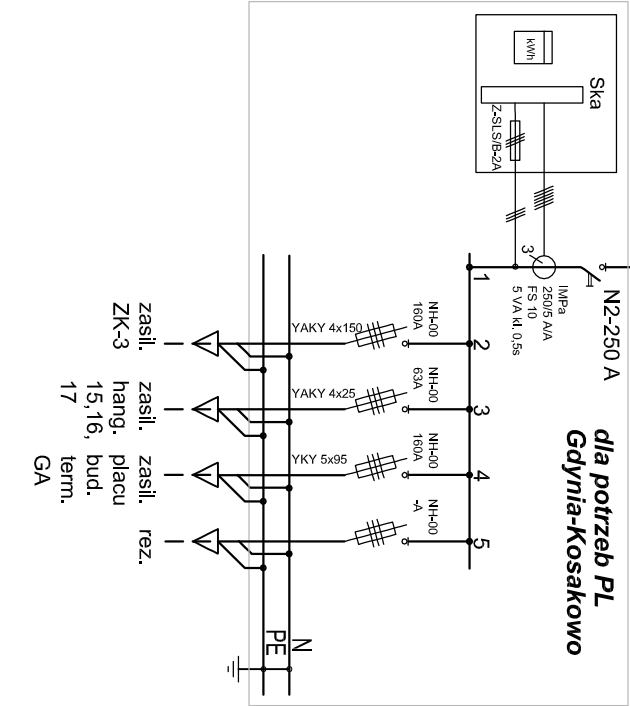 dla potrzeb PL
Gdynia-Kosakowo
N2-250 A
kWh
Ska
Z-SLS/B-2A
3
IMPa
250/5 A/A
FS 10
5 VA kl. 0,5s
1
2
NH-00
160A
YAKY 4x150
zasil.
ZK-3
3
NH-00
63A
YAKY 4x25
zasil.
hang.
15,16,
17
4
NH-00
160A
YKY 5x95
zasil.
placu
bud.
term.
GA
5
NH-00
-A
rez.
N
PE